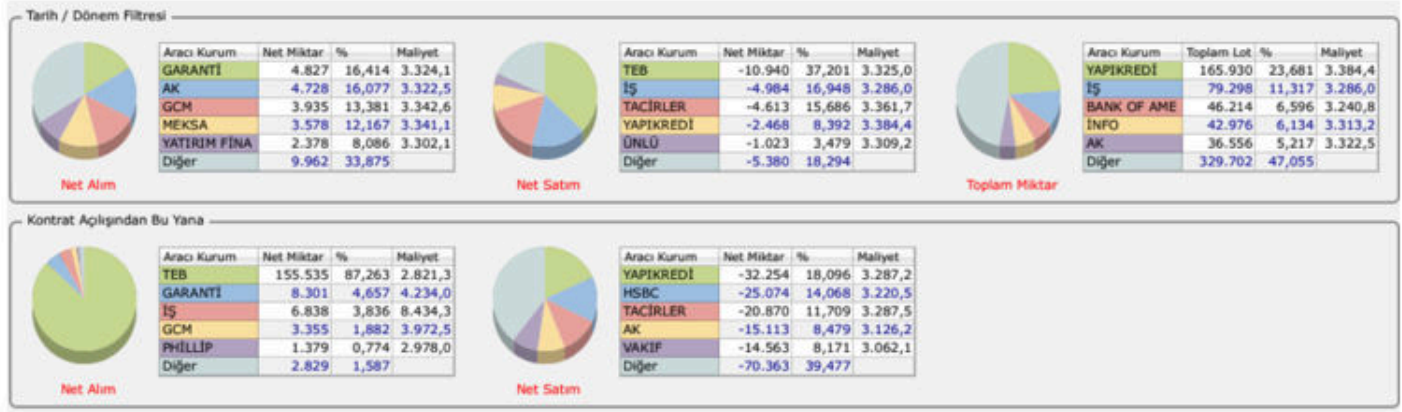 Tarih / Dönem Filtresi
Aracı Kurum Net Miktar % Maliyet
GARANTİ 4.827 16,414 3.324,1
AK 4.728 16,077 3.322,5
GCM 3.935 13,381 3.342,6
MEKSA 3.578 12,167 3.341,1
YATIRIM FİNA 2.378 8,086 3.302,1
Diğer 9.962 33,875
Net Alım
Aracı Kurum Net Miktar % Maliyet
TEB -10.940 37,201 3.325,0
İŞ -4.984 16,948 3.286,0
TACİRLER -4.613 15,686 3.361,7
YAPIKREDİ -2.468 8,392 3.384,4
ÜNLÜ -1.023 3,479 3.309,2
Diğer -5.380 18,294
Net Satım
Aracı Kurum Toplam Lot % Maliyet
YAPIKREDİ 165.930 23,681 3.384,4
İŞ 79.298 11,317 3.286,0
BANK OF AME 46.214 6,596 3.240,8
İNFO 42.976 6,134 3.313,2
AK 36.556 5,217 3.322,5
Diğer 329.702 47,055
Toplam Miktar
Kontrat Açılışından Bu Yana
Aracı Kurum Net Miktar % Maliyet
TEB 155.535 87,263 2.821,3
GARANTİ 8.301 4,657 4.234,0
İŞ 6.838 3,836 8.434,3
GCM 3.355 1,882 3.972,5
PHİLLİP 1.379 0,774 2.978,0
Diğer 2.829 1,587
Net Alım
Aracı Kurum Net Miktar % Maliyet
YAPIKREDİ -32.254 18,096 3.287,2
HSBC -25.074 14,068 3.220,5
TACİRLER -20.870 11,709 3.287,5
AK -15.113 8,479 3.126,2
VAKIF -14.563 8,171 3.062,1
Diğer -70.363 39,477
Net Satım